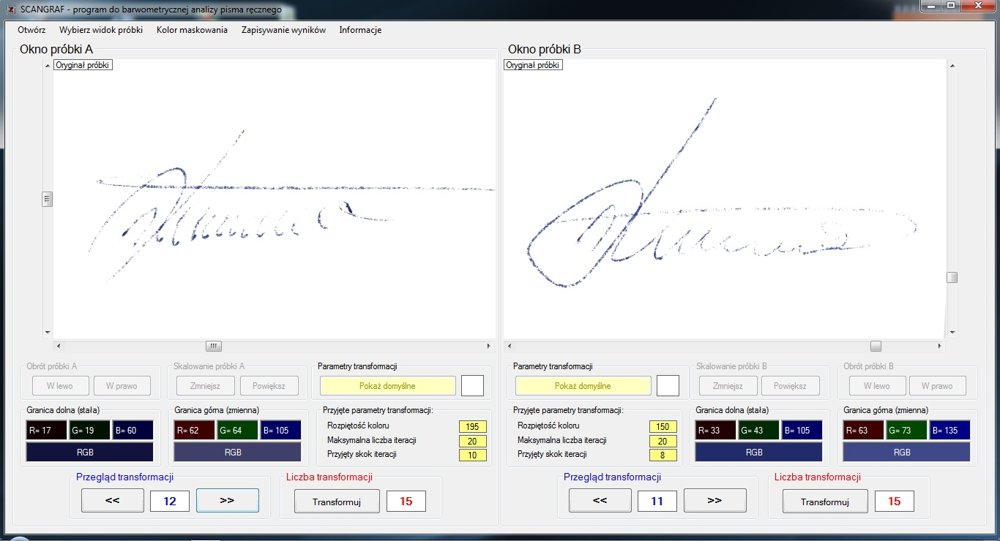 SCANGRAF - program do barwometrycznej analizy pisma ręcznego
Otwórz Wybierz widok próbki Kolor maskowania Zapisywanie wyników Informacje
Okno próbki A
Oryginał próbki
Obrót próbki A
W lewo W prawo
Skalowanie próbki A
Zmniejsz Powiększ
Parametry transformacji
Pokaż domyślne
Granica dolna (stała)
R= 17 G= 19 B= 60
RGB
Granica góma (zmienna)
R= 62 G= 64 B= 105
RGB
Przyjęte parametry transformacji:
Rozpiętość koloru 195
Maksymalna liczba iteracji 20
Przyjęty skok iteracji 10
Przegląd transformacji
<< 12 >>
Liczba transformacji
Transformuj 15
Okno próbki B
Oryginał próbki
Parametry transformacji
Pokaż domyślne
Skalowanie próbki B
Zmniejsz Powiększ
Obrót próbki B
W lewo W prawo
Przyjęte parametry transformacji:
Rozpiętość koloru 150
Maksymalna liczba iteracji 20
Przyjęty skok iteracji 8
Granica dolna (stała)
R= 33 G= 43 B= 105
RGB
Granica góma (zmienna)
R= 63 G= 73 B= 135
RGB
Przegląd transformacji
<< 11 >>
Liczba transformacji
Transformuj 15